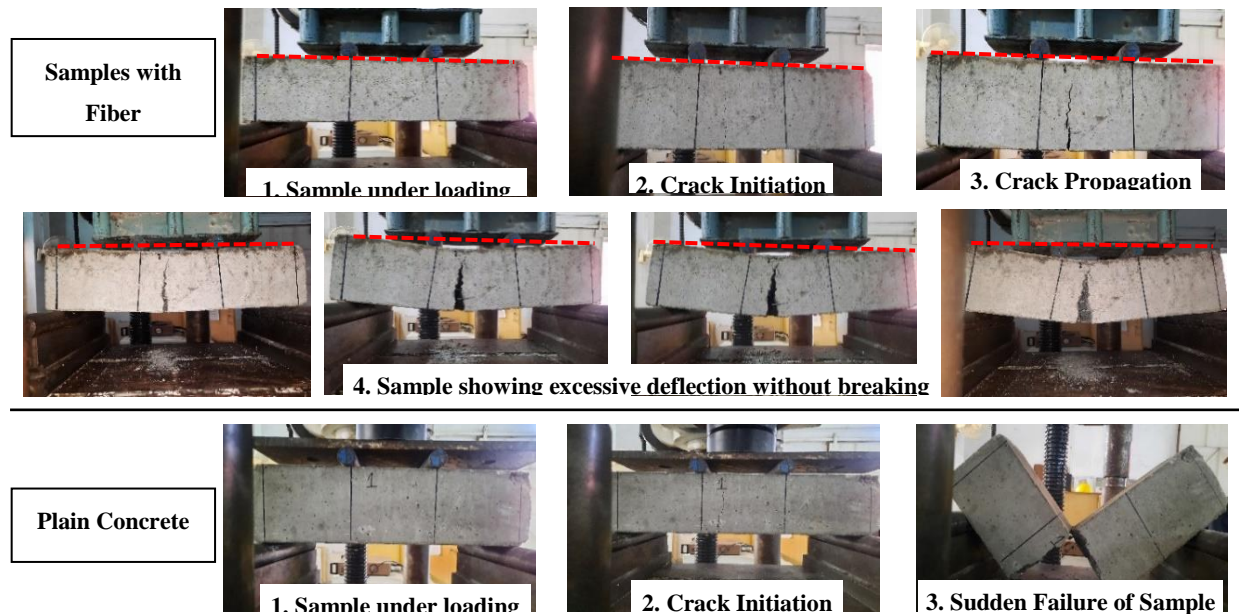 Samples with
Fiber
1. Sample under loading
2. Crack Initiation
3. Crack Propagation
4. Sample showing excessive deflection without breaking
Plain Concrete
1
1
1. Sample under loading
2. Crack Initiation
3. Sudden Failure of Sample